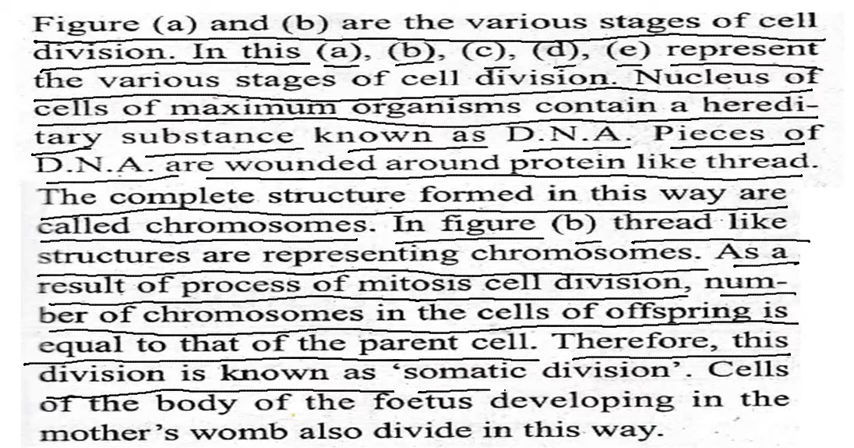 Figure (a) and (b) are the various stages of cell
division. In this (a), (b), (c), (d), (e) represent
the various stages of cell division. Nucleus of
cells of maximum organisms contain a heredi-
tary substance known as D.N.A. Pieces of
D.N.A. are wounded around protein like thread.
The complete structure formed in this way are
called chromosomes. In figure (b) thread like
structures are representing chromosomes. As a
result of process of mitosis cell division, num-
ber of chromosomes in the cells of offspring is
equal to that of the parent cell. Therefore, this
division is known as ‘somatic division’. Cells
of the body of the foetus developing in the
mother’s womb also divide in this way.